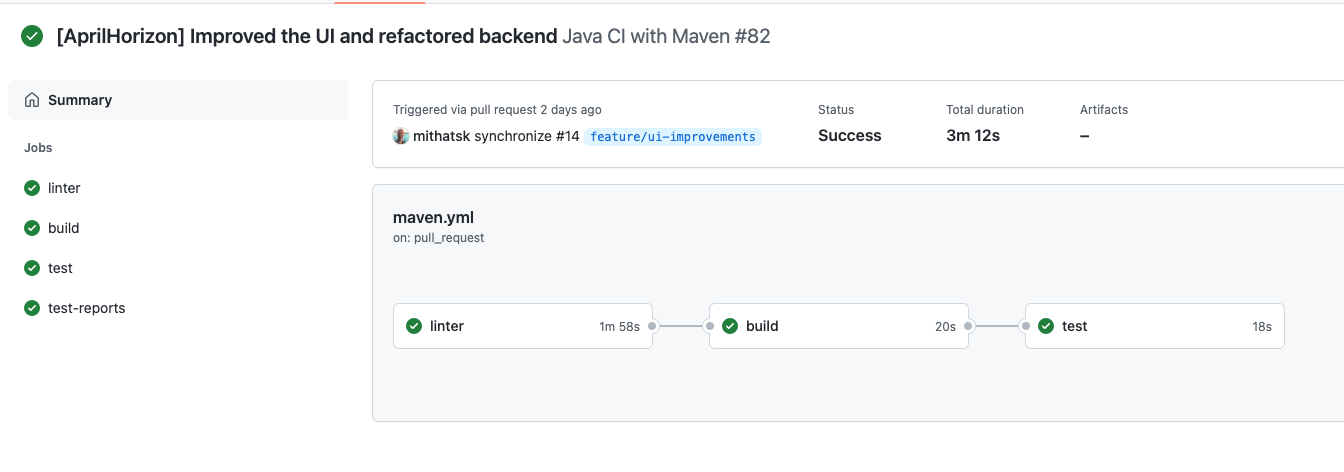 [AprilHorizon] Improved the UI and refactored backend Java CI with Maven #82
Summary
Jobs
linter
build
test
test-reports
Triggered via pull request 2 days ago
mithatsk synchronize #14 feature/ui-improvements
Status
Success
Total duration
3m 12s
Artifacts
–
maven.yml
on: pull_request
linter 1m 58s
build 20s
test 18s